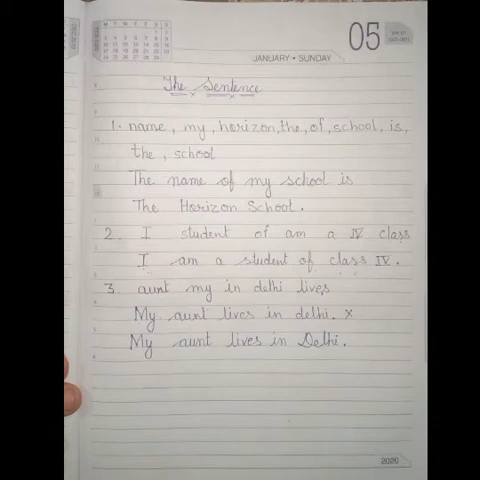 05
JANUARY • SUNDAY
The Sentence
1. name, my, horizon, the, of, school, is,
the, school
The name of my school is
The Horizon School.
2. I student of am a IV class
I am a student of class IV.
3. aunt my in delhi lives
My aunt lives in delhi. x
My aunt lives in Delhi.
2020